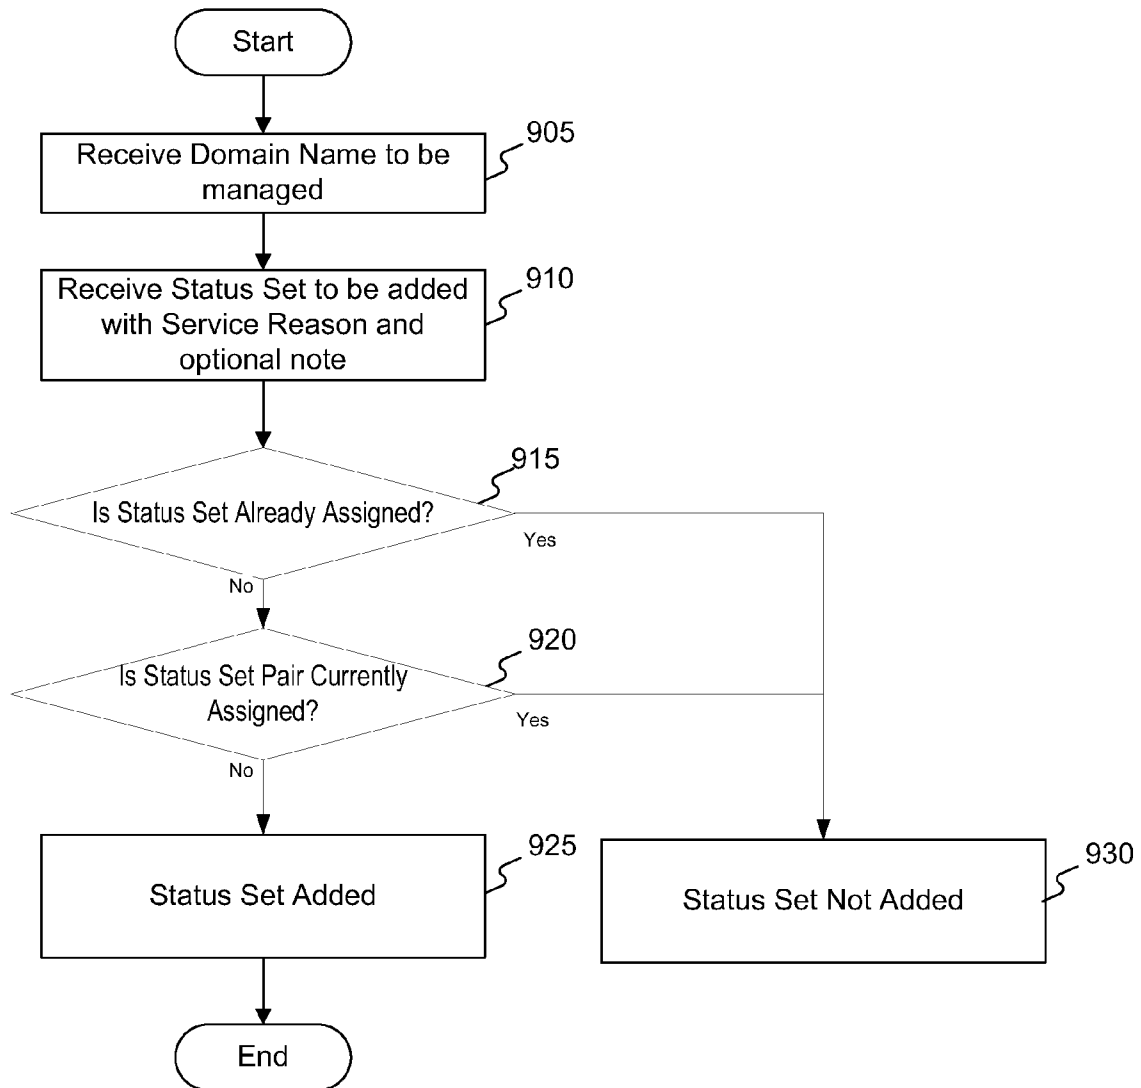 Start
905
Receive Domain Name to be
managed
910
Receive Status Set to be added
with Service Reason and
optional note
915
Is Status Set Already Assigned?
Yes
No
920
Is Status Set Pair Currently
Assigned?
Yes
No
925
Status Set Added
930
Status Set Not Added
End